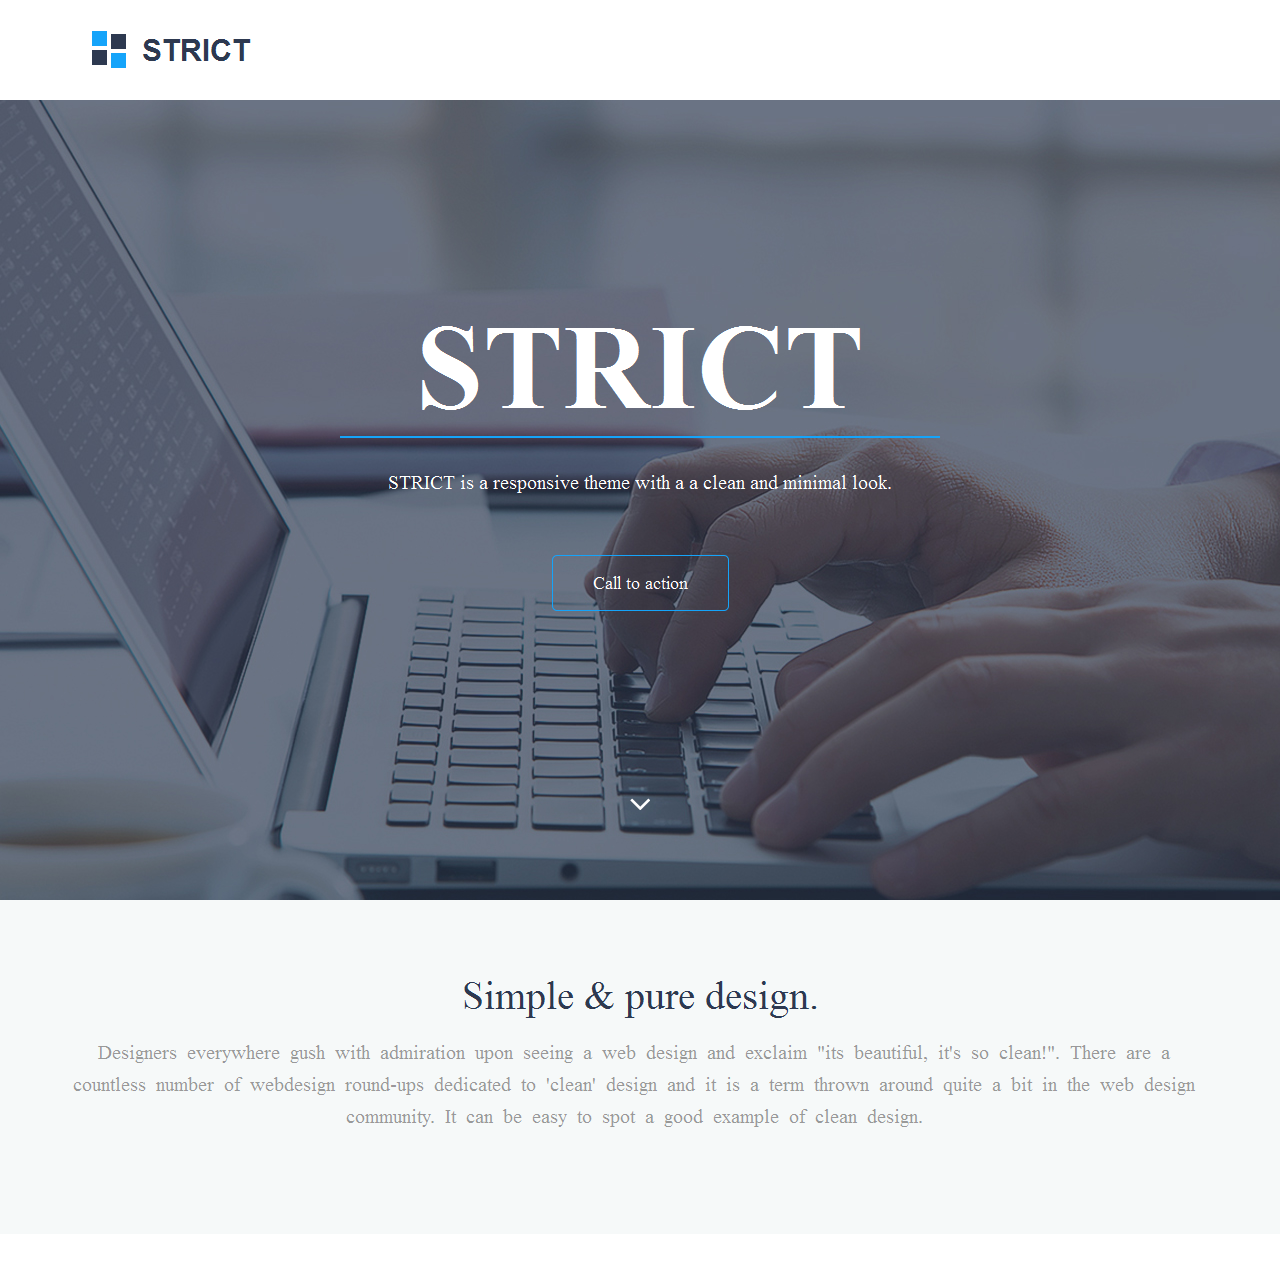 STRICT
STRICT
STRICT is a responsive theme with a a clean and minimal look.
Call to action
Simple & pure design.
Designers everywhere gush with admiration upon seeing a web design and exclaim "its beautiful, it's so clean!". There are a
countless number of webdesign round-ups dedicated to 'clean' design and it is a term thrown around quite a bit in the web design
community. It can be easy to spot a good example of clean design.